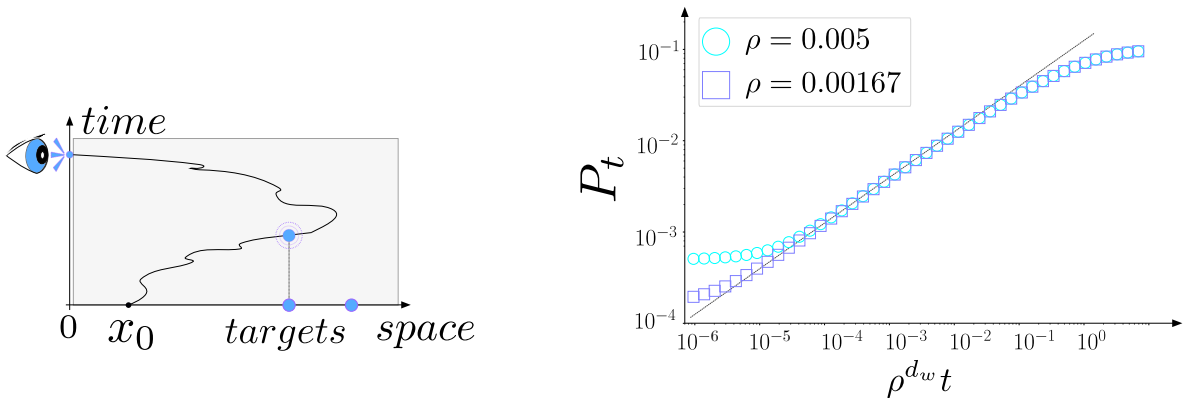 time
0
x₀
targets
space
ρ = 0.005
ρ = 0.00167
Pₜ
10⁻¹
10⁻²
10⁻³
10⁻⁴
10⁻⁶ 10⁻⁵ 10⁻⁴ 10⁻³ 10⁻² 10⁻¹ 10⁰
ρ^{d_w} t